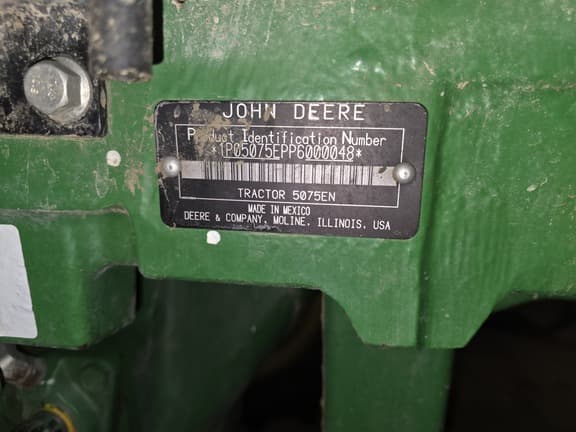 JOHN DEERE
Product Identification Number
*1P05075EPP6000048*
TRACTOR 5075EN
MADE IN MEXICO
DEERE & COMPANY, MOLINE, ILLINOIS, USA